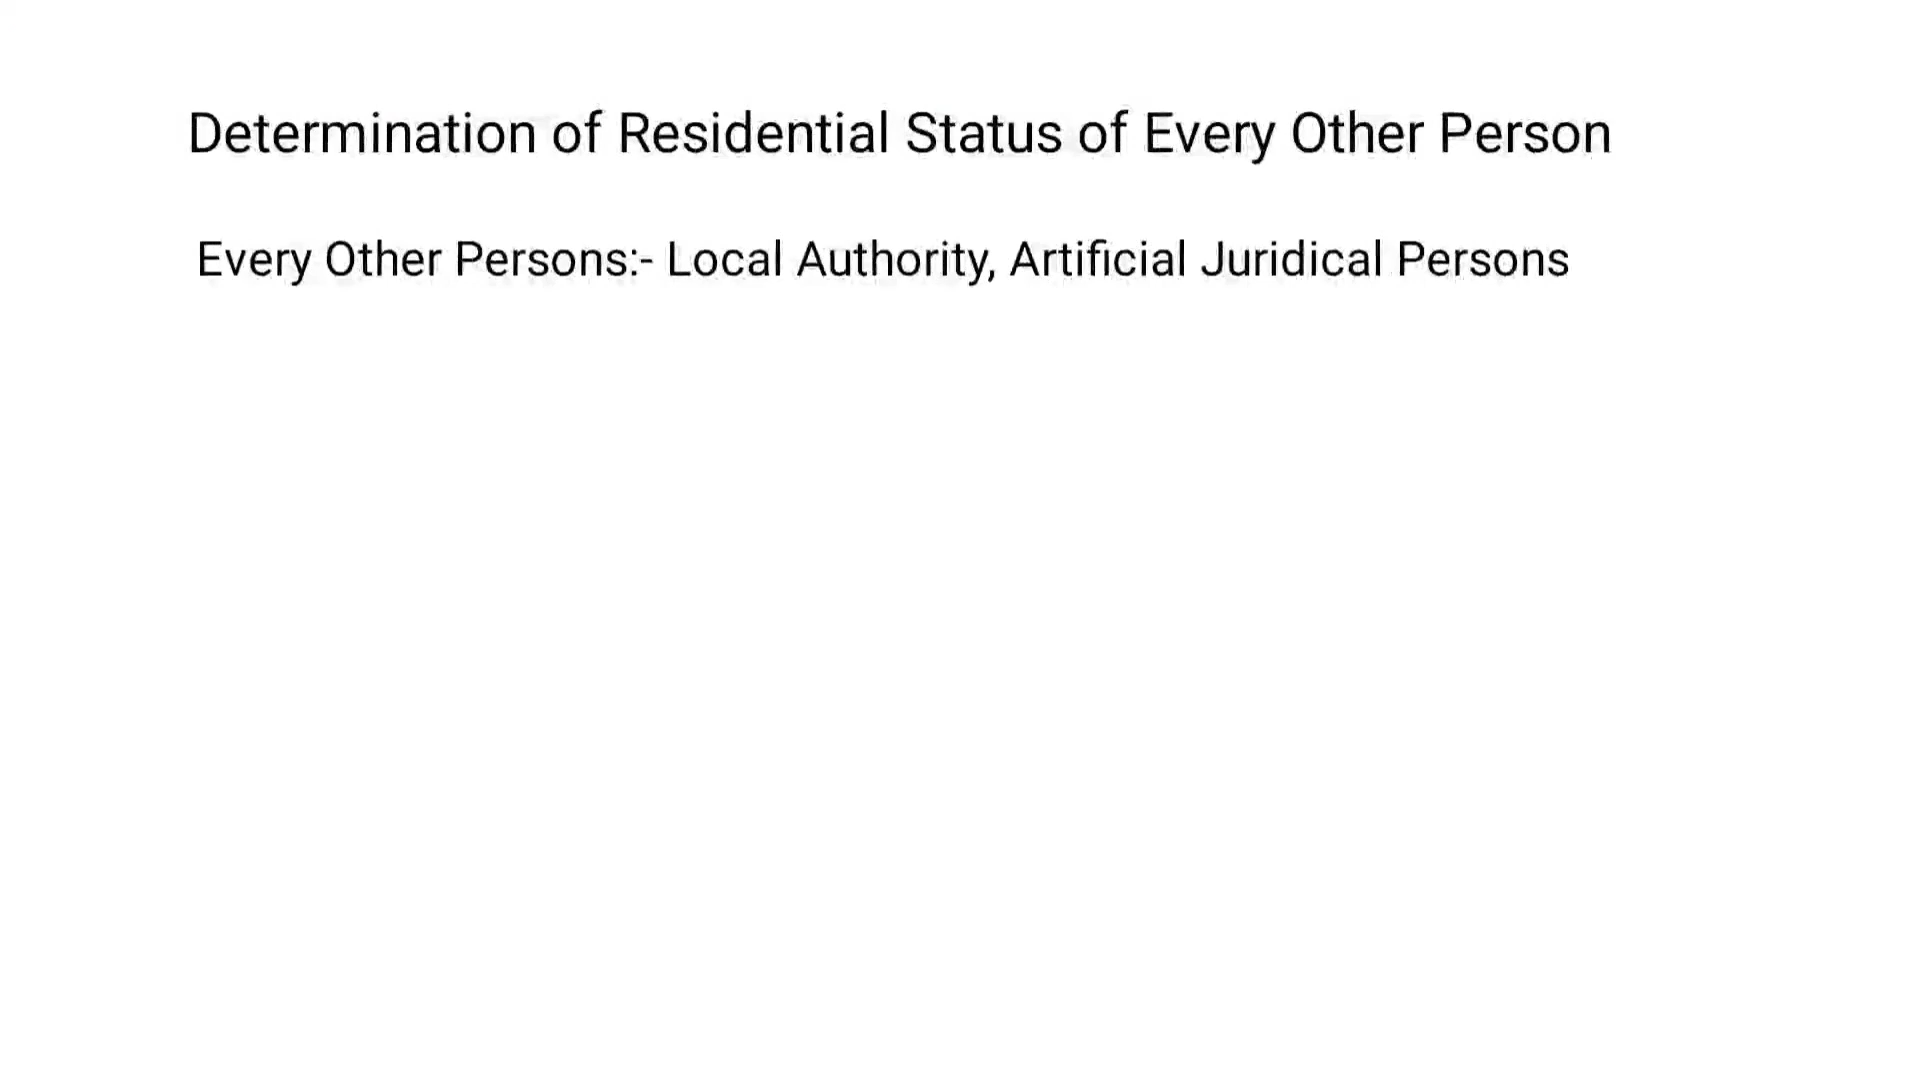 Determination of Residential Status of Every Other Person
Every Other Persons:- Local Authority, Artificial Juridical Persons